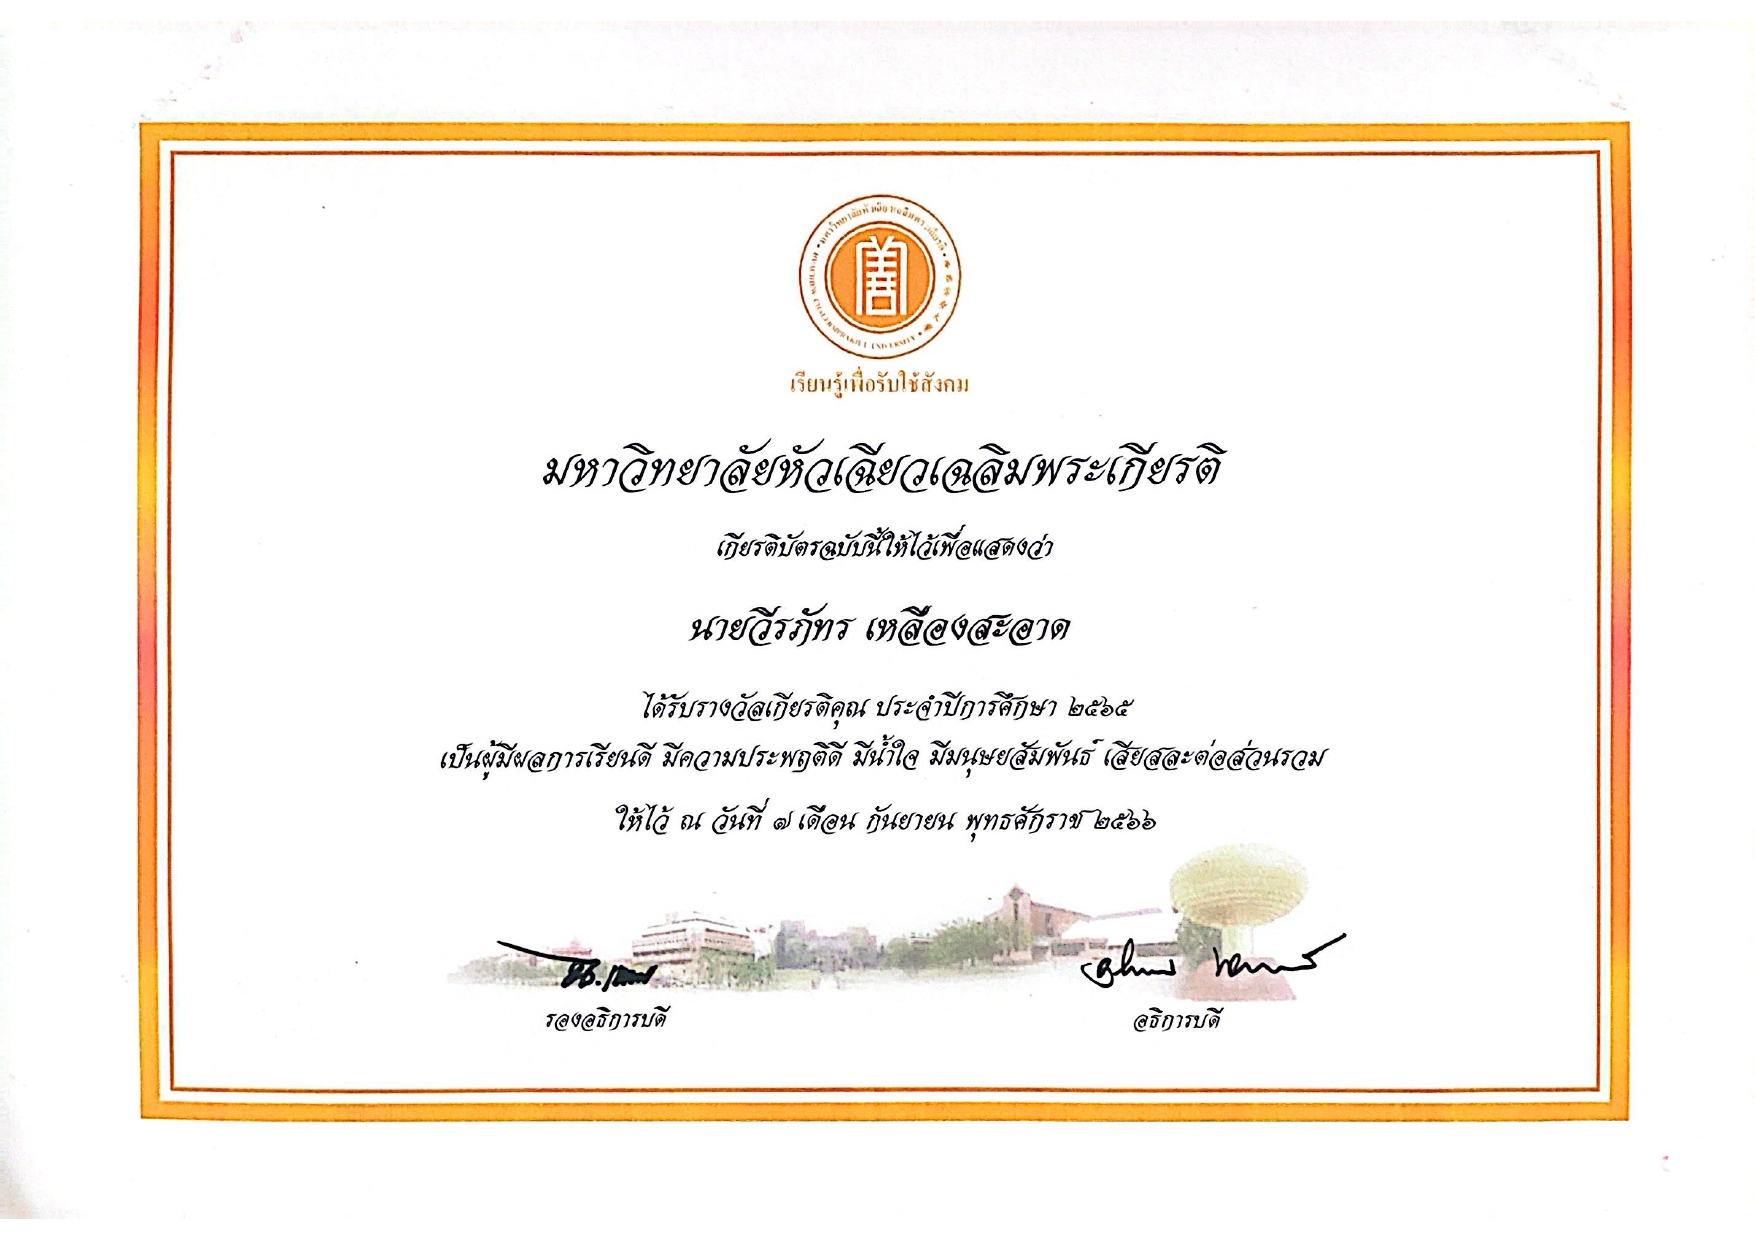 มหาวิทยาลัยหัวเฉียวเฉลิมพระเกียรติ
เรียนรู้เพื่อรับใช้สังคม
มหาวิทยาลัยหัวเฉียวเฉลิมพระเกียรติ
เกียรติบัตรฉบับนี้ให้ไว้เพื่อแสดงว่า
นายวีรภัทร เหลืองสะอาด
ได้รับรางวัลเกียรติคุณ ประจำปีการศึกษา ๒๕๖๕
เป็นผู้มีผลการเรียนดี มีความประพฤติดี มีน้ำใจ มีมนุษยสัมพันธ์ เสียสละต่อส่วนรวม
ให้ไว้ ณ วันที่ ๗ เดือน กันยายน พุทธศักราช ๒๕๖๖
รองอธิการบดี
อธิการบดี